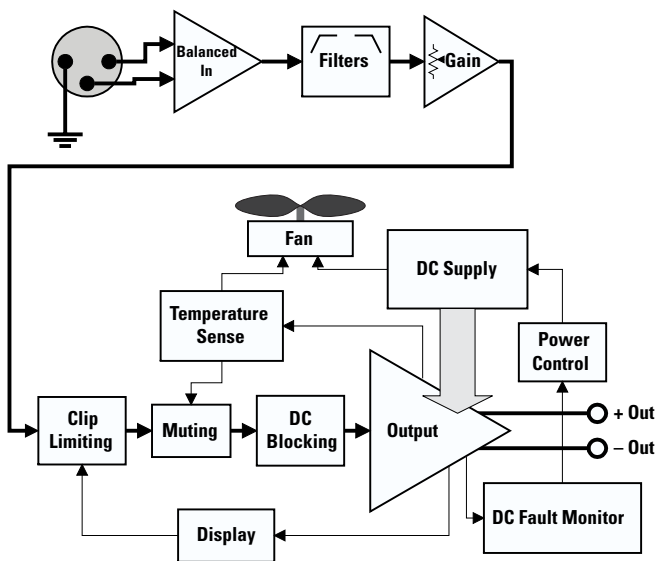 Balanced
In
Filters
Gain
Fan
DC Supply
Temperature
Sense
Power
Control
Clip
Limiting
Muting
DC
Blocking
Output
+ Out
– Out
Display
DC Fault Monitor